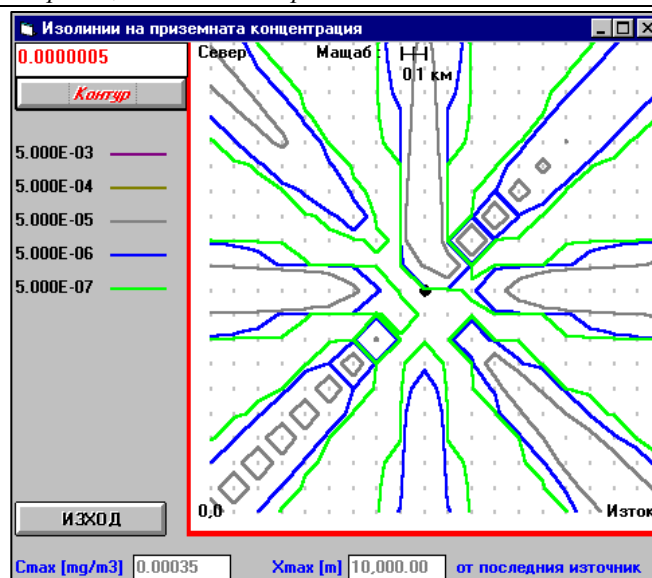 Изолинии на приземната концентрация
0.0000005
Север
Мащаб
0.1 км
Контур
5.000E-03
5.000E-04
5.000E-05
5.000E-06
5.000E-07
ИЗХОД
0,0
Изток
Cmax [mg/m3] 0.00035 Xmax [m] 10,000.00 от последния източник